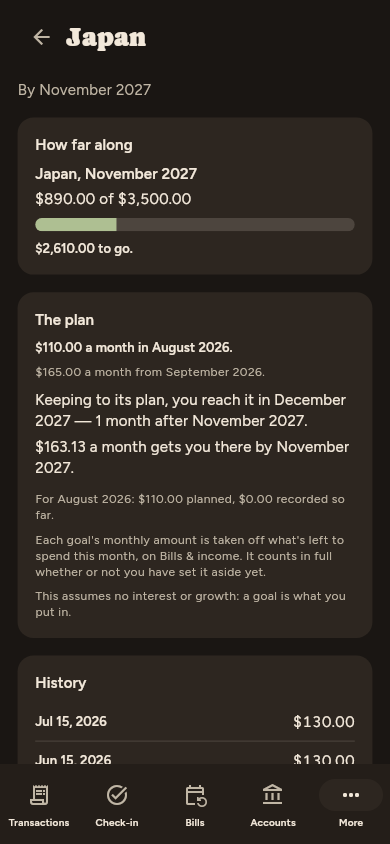 Japan
By November 2027
How far along
Japan, November 2027
$890.00 of $3,500.00
$2,610.00 to go.
The plan
$110.00 a month in August 2026.
$165.00 a month from September 2026.
Keeping to its plan, you reach it in December
2027 — 1 month after November 2027.
$163.13 a month gets you there by November
2027.
For August 2026: $110.00 planned, $0.00 recorded so
far.
Each goal's monthly amount is taken off what's left to
spend this month, on Bills & income. It counts in full
whether or not you have set it aside yet.
This assumes no interest or growth: a goal is what you
put in.
History
Jul 15, 2026 $130.00
Jun 15, 2026 $130.00
Transactions Check-in Bills Accounts More